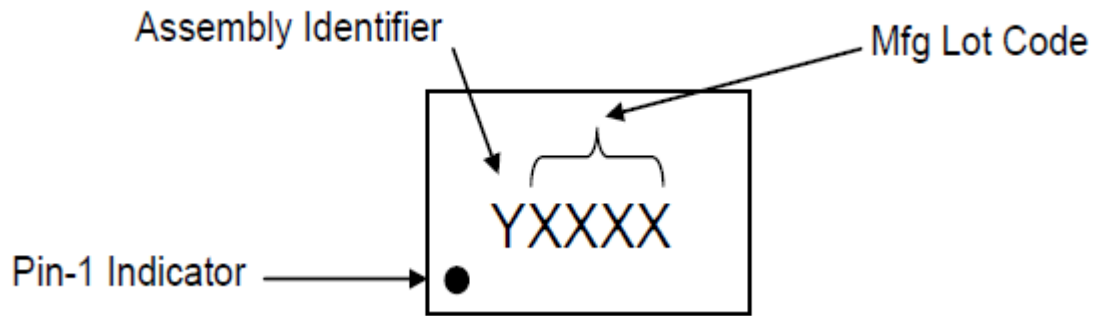 Assembly Identifier
Mfg Lot Code
YXXXX
Pin-1 Indicator